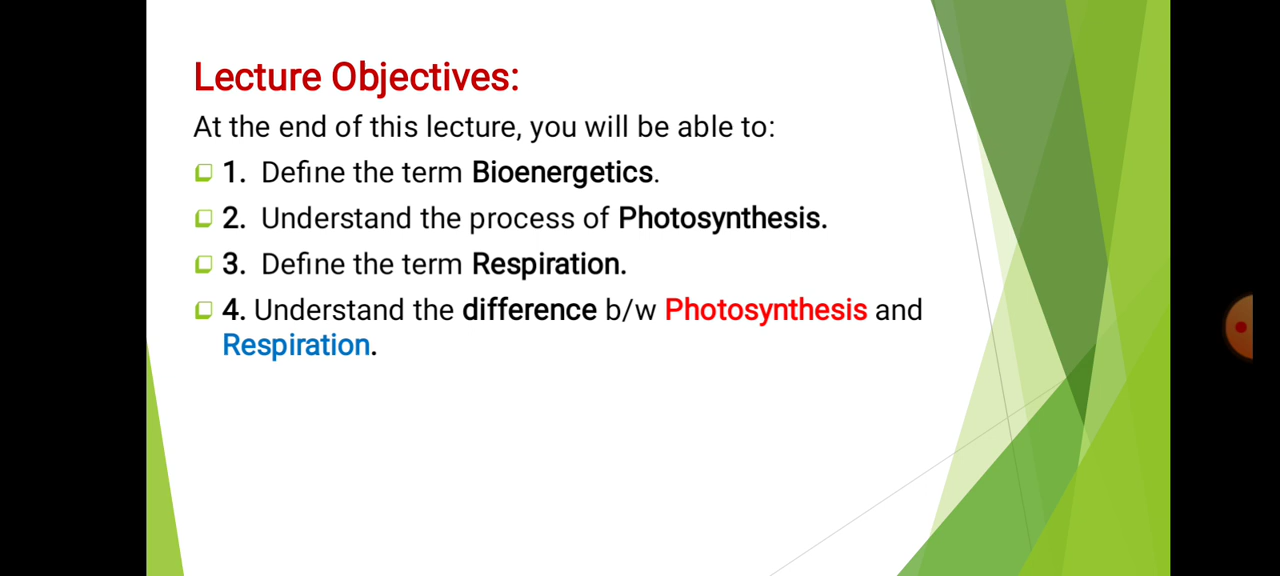 Lecture Objectives:
At the end of this lecture, you will be able to:
1. Define the term Bioenergetics.
2. Understand the process of Photosynthesis.
3. Define the term Respiration.
4. Understand the difference b/w Photosynthesis and
Respiration.